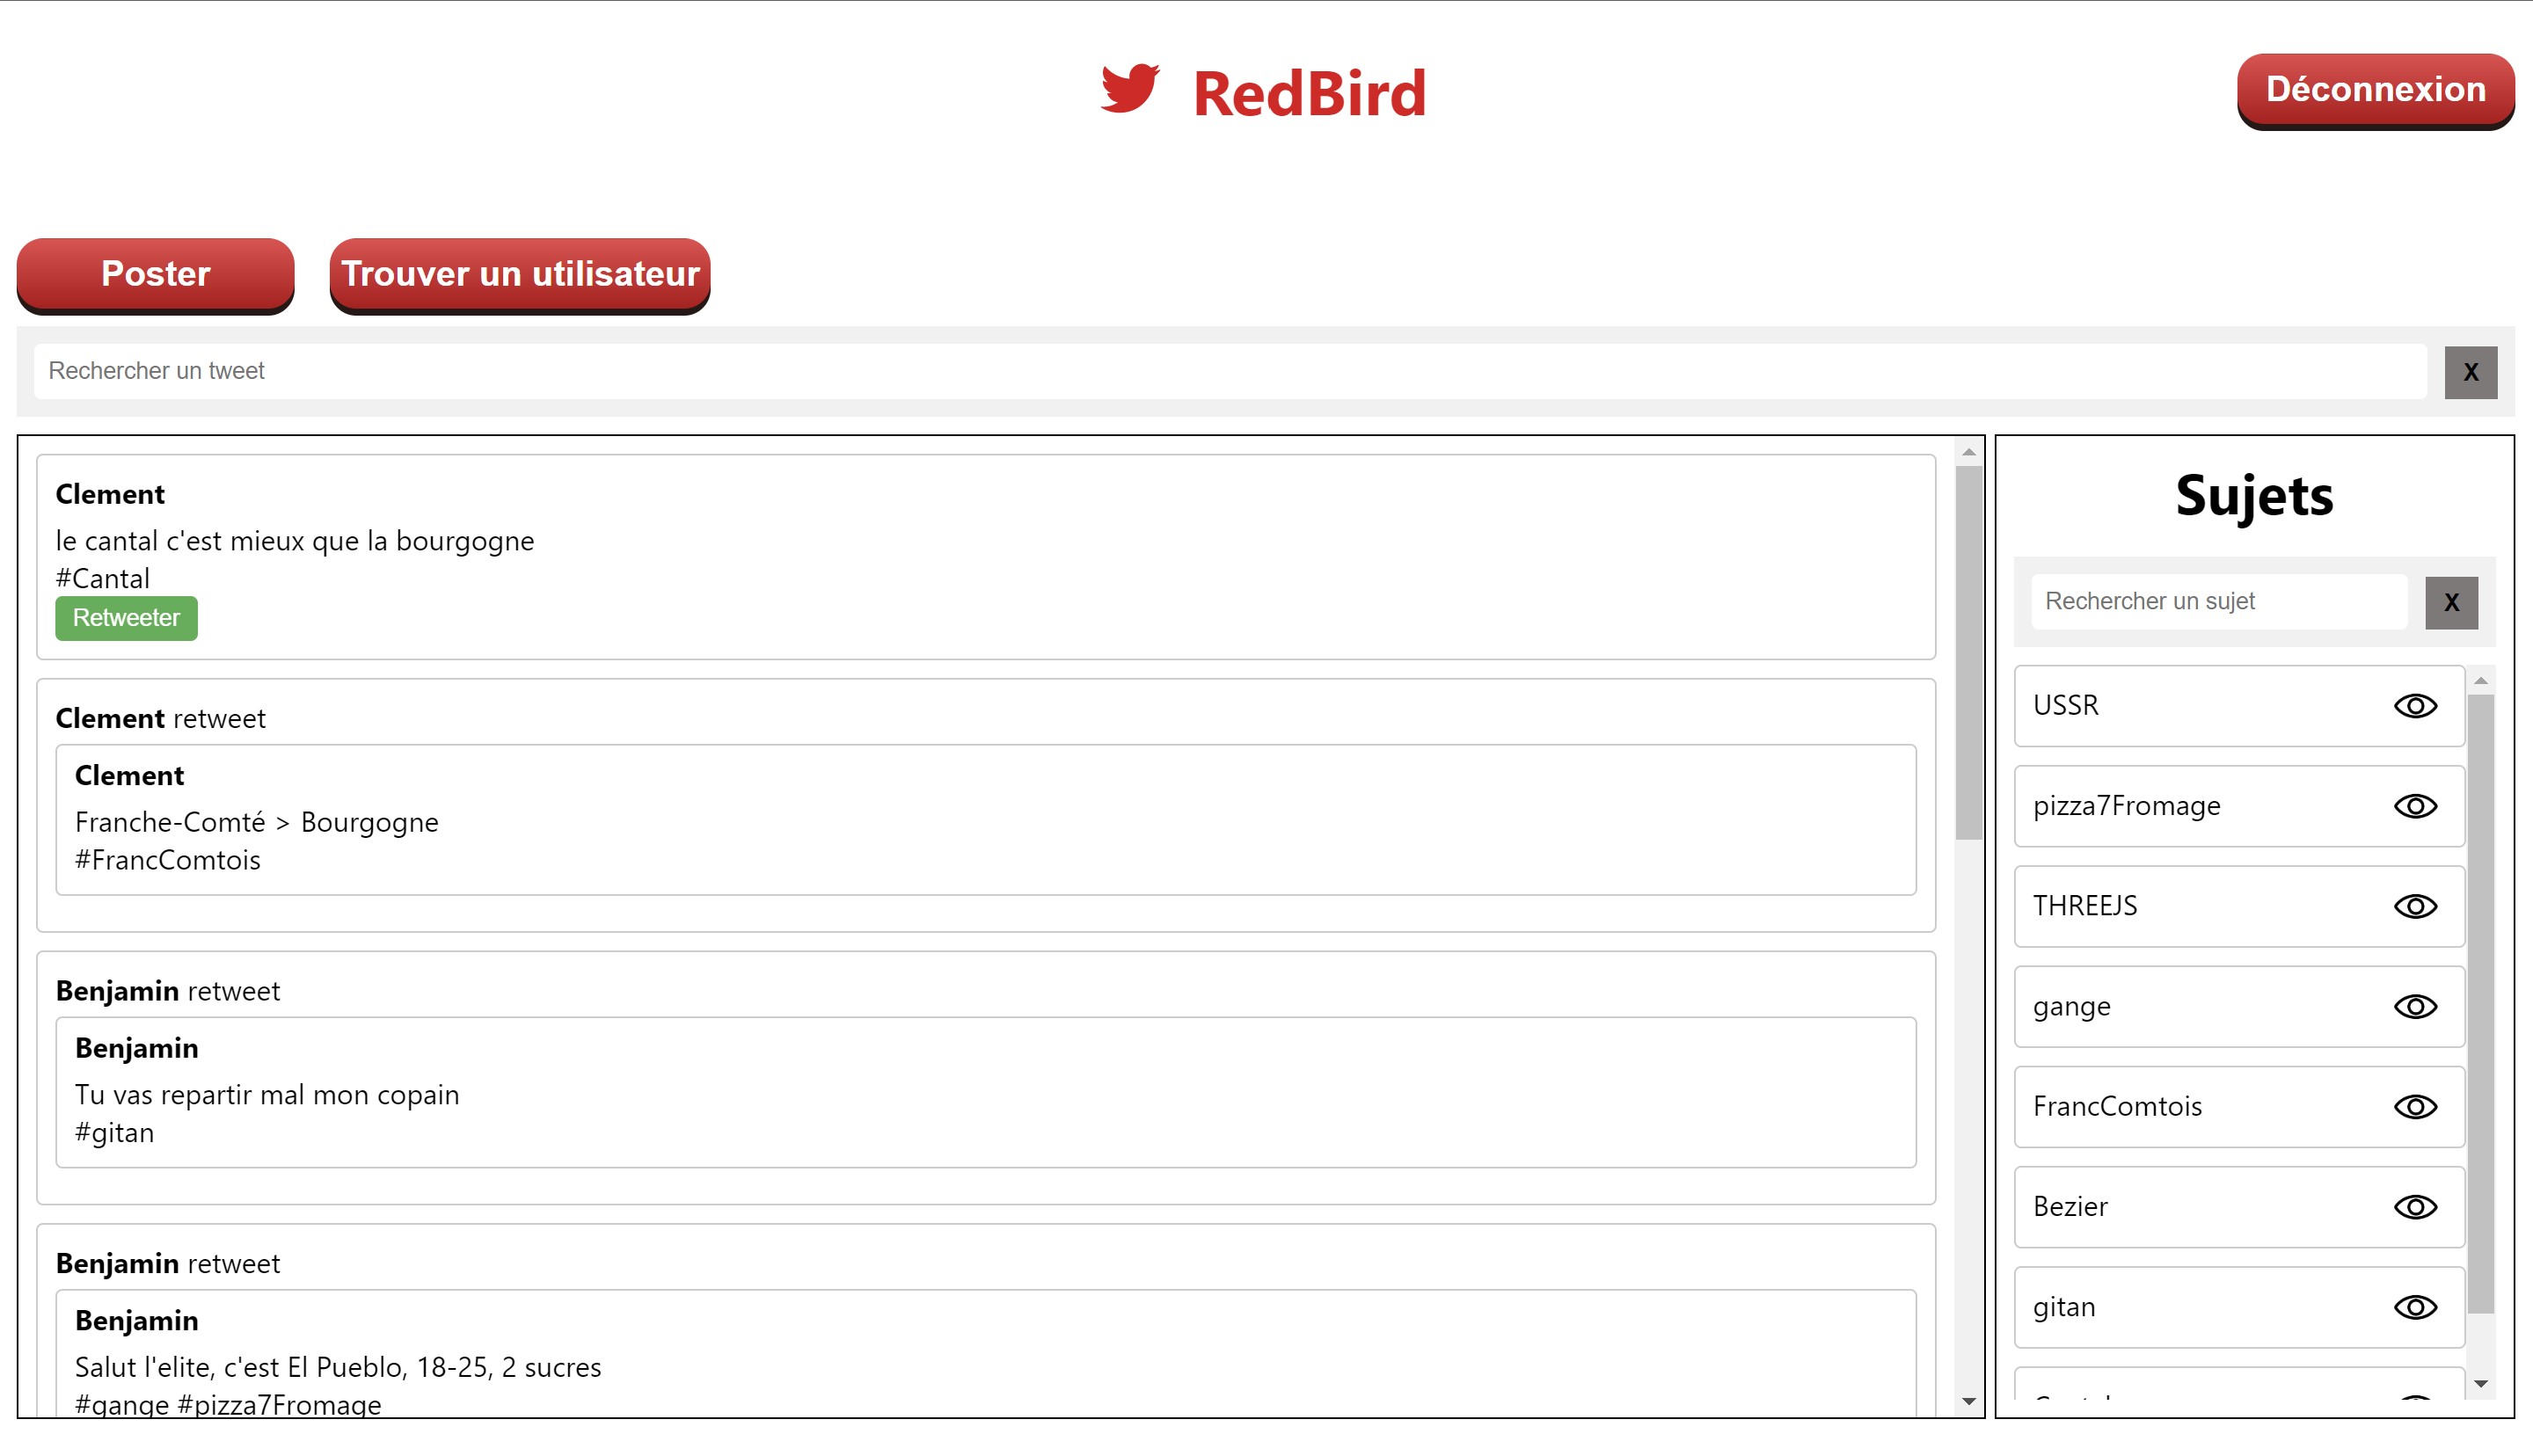 RedBird
Déconnexion
Poster
Trouver un utilisateur
Rechercher un tweet
X
Clement
le cantal c'est mieux que la bourgogne
#Cantal
Retweeter
Clement retweet
Clement
Franche-Comté > Bourgogne
#FrancComtois
Benjamin retweet
Benjamin
Tu vas repartir mal mon copain
#gitan
Benjamin retweet
Benjamin
Salut l'elite, c'est El Pueblo, 18-25, 2 sucres
#gange #pizza7Fromage
Sujets
Rechercher un sujet
X
USSR
pizza7Fromage
THREEJS
gange
FrancComtois
Bezier
gitan